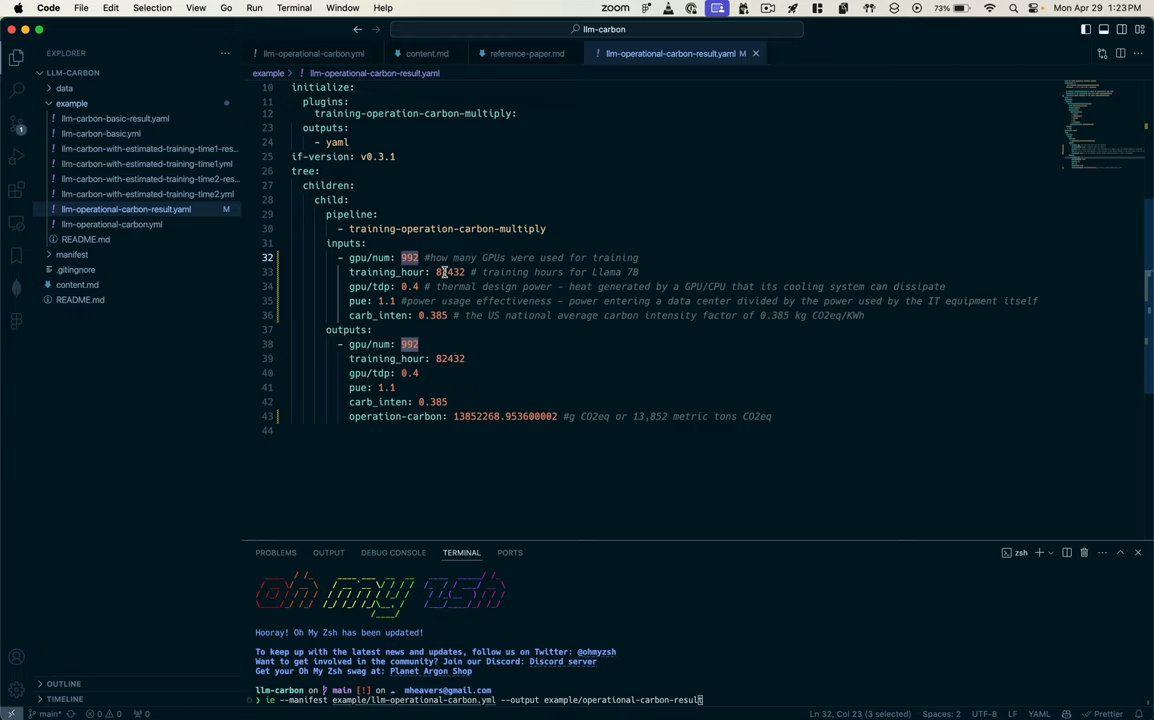 Code File Edit Selection View Go Run Terminal Window Help zoom 73% Mon Apr 29 1:23 PM
llm-carbon
EXPLORER
llm-operational-carbon.yml content.md reference-paper.md ! llm-operational-carbon-result.yaml M
example > ! llm-operational-carbon-result.yaml
LLM-CARBON
data
example
! llm-carbon-basic-result.yaml
! llm-carbon-basic.yml
! llm-carbon-with-estimated-training-time1-res...
! llm-carbon-with-estimated-training-time1.yml
! llm-carbon-with-estimated-training-time2-res...
! llm-carbon-with-estimated-training-time2.yml
! llm-operational-carbon-result.yaml M
! llm-operational-carbon.yml
README.md
manifest
.gitingnore
content.md
README.md
OUTLINE
TIMELINE
10 initialize:
11 plugins:
12 training-operation-carbon-multiply:
23 outputs:
24 - yaml
25 if-version: v0.3.1
26 tree:
27 children:
28 child:
29 pipeline:
30 - training-operation-carbon-multiply
31 inputs:
32 - gpu/num: 992 #how many GPUs were used for training
33 training_hour: 82432 # training hours for Llama 7B
34 gpu/tdp: 0.4 # thermal design power - heat generated by a GPU/CPU that its cooling system can dissipate
35 pue: 1.1 #power usage effectiveness - power entering a data center divided by the power used by the IT equipment itself
36 carb_inten: 0.385 # the US national average carbon intensity factor of 0.385 kg CO2eq/KWh
37 outputs:
38 - gpu/num: 992
39 training_hour: 82432
40 gpu/tdp: 0.4
41 pue: 1.1
42 carb_inten: 0.385
43 operation-carbon: 13852268.953600002 #g CO2eq or 13,852 metric tons CO2eq
44
PROBLEMS OUTPUT DEBUG CONSOLE TERMINAL PORTS zsh
Hooray! Oh My Zsh has been updated!
To keep up with the latest news and updates, follow us on Twitter: @ohmyzsh
Want to get involved in the community? Join our Discord: Discord server
Get your Oh My Zsh swag at: Planet Argon Shop
llm-carbon on main [!] on mheavers@gmail.com
❯ ie --manifest example/llm-operational-carbon.yml --output example/operational-carbon-resul
main* 0 0 0 Ln 32, Col 23 (3 selected) Spaces: 2 UTF-8 LF YAML Prettier